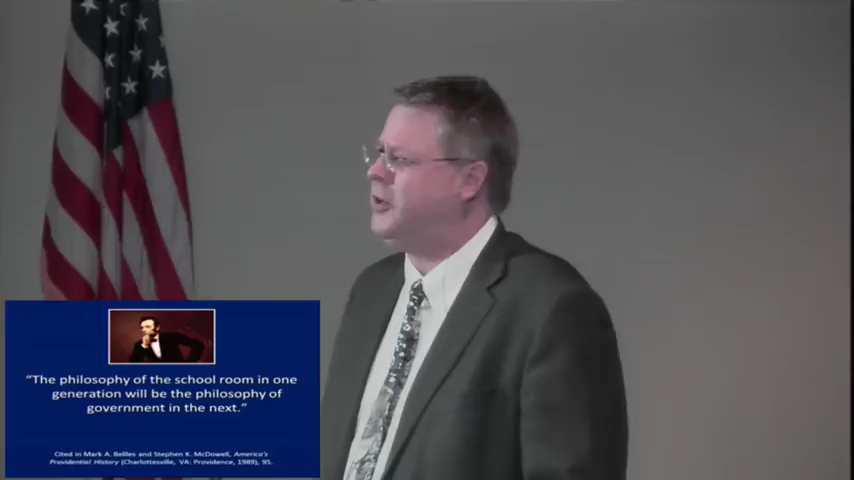 "The philosophy of the school room in one
generation will be the philosophy of
government in the next."
Cited in Mark A. Beliles and Stephen K. McDowell, America's
Providential History (Charlottesville, VA: Providence, 1989), 95.